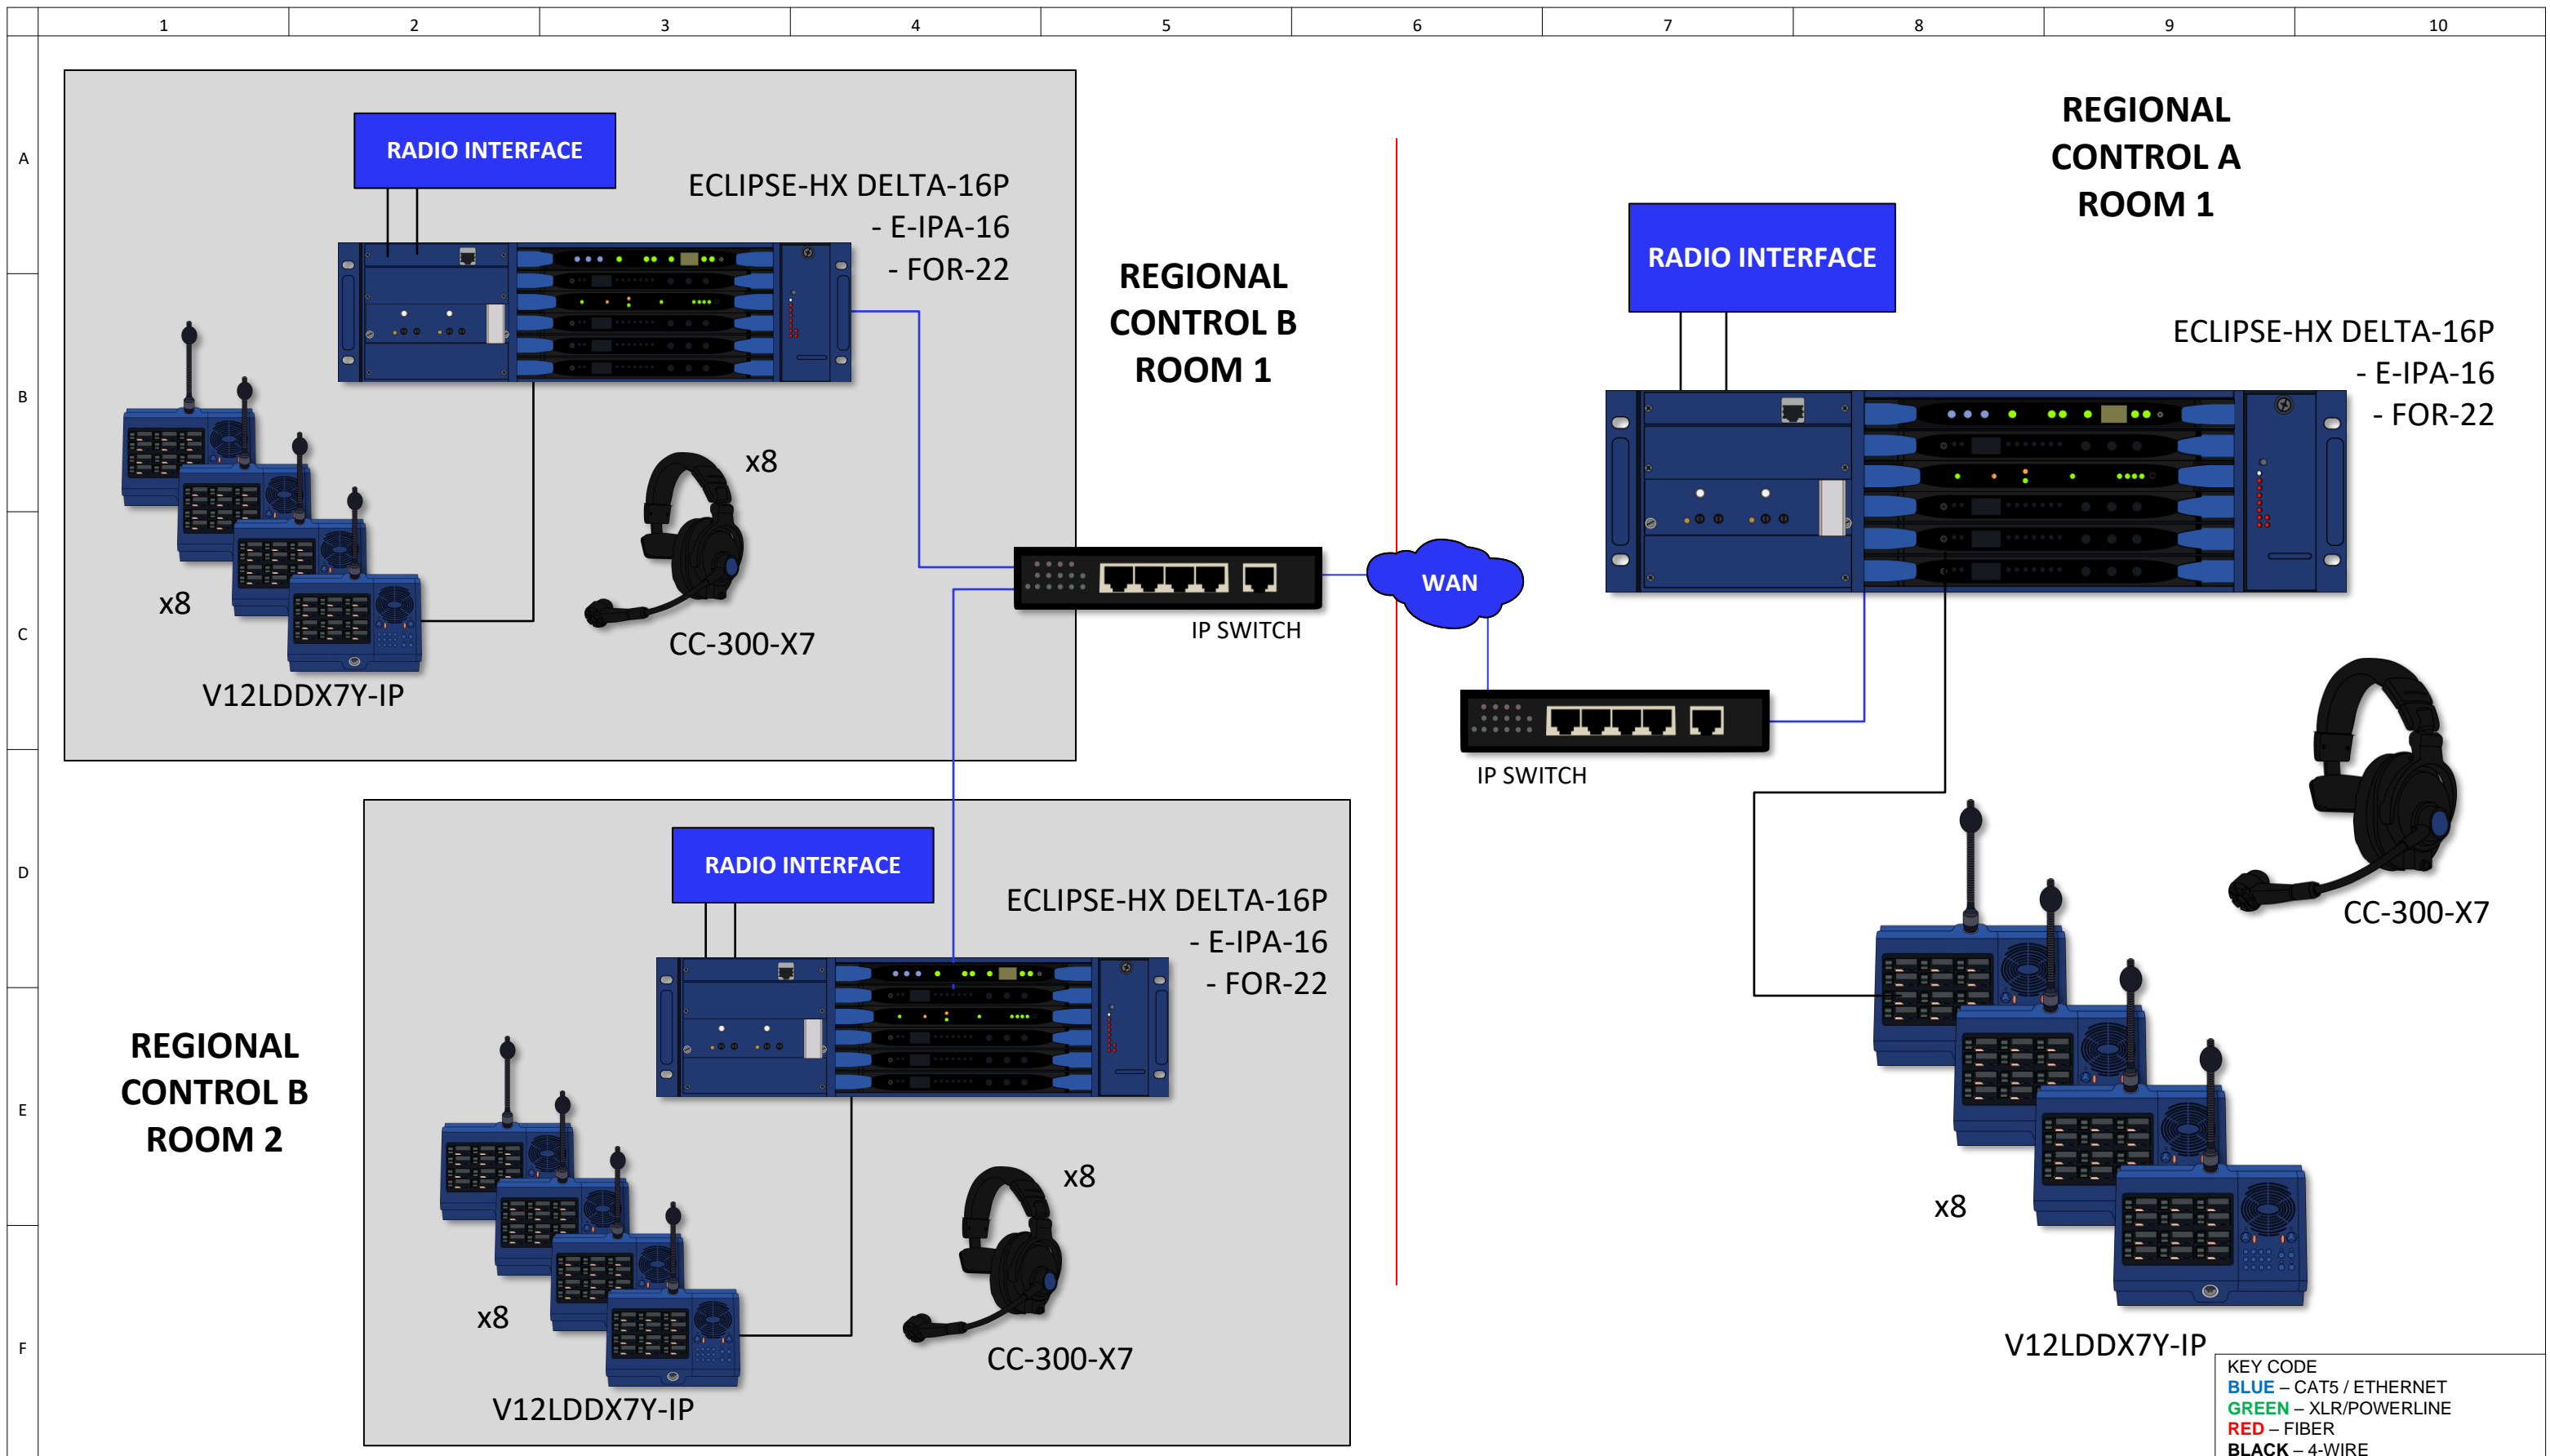 1 2 3 4 5 6 7 8 9 10
A
B
C
D
E
F
RADIO INTERFACE
ECLIPSE-HX DELTA-16P
- E-IPA-16
- FOR-22
REGIONAL
CONTROL B
ROOM 1
x8
x8
CC-300-X7
V12LDDX7Y-IP
IP SWITCH
WAN
REGIONAL
CONTROL A
ROOM 1
RADIO INTERFACE
ECLIPSE-HX DELTA-16P
- E-IPA-16
- FOR-22
IP SWITCH
CC-300-X7
x8
V12LDDX7Y-IP
REGIONAL
CONTROL B
ROOM 2
RADIO INTERFACE
ECLIPSE-HX DELTA-16P
- E-IPA-16
- FOR-22
x8
x8
CC-300-X7
V12LDDX7Y-IP
KEY CODE
BLUE – CAT5 / ETHERNET
GREEN – XLR/POWERLINE
RED – FIBER
BLACK – 4-WIRE